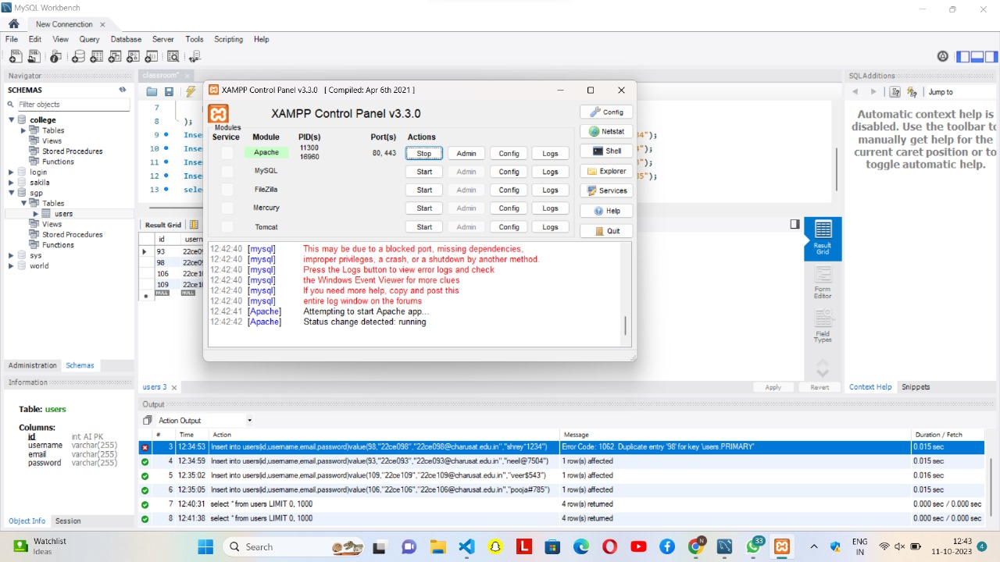 MySQL Workbench
New Connenction
File Edit View Query Database Server Tools Scripting Help
Navigator
SCHEMAS
Filter objects
college
Tables
Views
Stored Procedures
Functions
login
sakila
sgp
Tables
users
Views
Stored Procedures
Functions
sys
world
Administration Schemas
Information
Table: users
Columns:
id int AI PK
username varchar(255)
email varchar(255)
password varchar(255)
Object Info Session
classroom*
7
8 );
9 Inse 34");
10 Inse
11 Inse
12 Inse 85");
13 selec
Result Grid
id usern
93 22ce09
98 22ce09
106 22ce10
109 22ce10
NULL NULL
users 3
Apply Revert
XAMPP Control Panel v3.3.0 [ Compiled: Apr 6th 2021 ]
XAMPP Control Panel v3.3.0
Modules
Service Module PID(s) Port(s) Actions
Apache 11300 16960 80, 443 Stop Admin Config Logs
MySQL Start Admin Config Logs
FileZilla Start Admin Config Logs
Mercury Start Admin Config Logs
Tomcat Start Admin Config Logs
Config
Netstat
Shell
Explorer
Services
Help
Quit
12:42:40 [mysql] This may be due to a blocked port, missing dependencies,
12:42:40 [mysql] improper privileges, a crash, or a shutdown by another method.
12:42:40 [mysql] Press the Logs button to view error logs and check
12:42:40 [mysql] the Windows Event Viewer for more clues
12:42:40 [mysql] If you need more help, copy and post this
12:42:40 [mysql] entire log window on the forums
12:42:41 [Apache] Attempting to start Apache app...
12:42:42 [Apache] Status change detected: running
Result
Grid
Form
Editor
Field
Types
SQLAdditions
Jump to
Automatic context help is
disabled. Use the toolbar to
manually get help for the
current caret position or to
toggle automatic help.
Context Help Snippets
Output
Action Output
# Time Action Message Duration / Fetch
3 12:34:53 Insert into users(id,username,email,password)value(98,"22ce098","22ce098@charusat.edu.in","shrey*1234") Error Code: 1062. Duplicate entry '98' for key 'users.PRIMARY' 0.015 sec
4 12:34:59 Insert into users(id,username,email,password)value(93,"22ce093","22ce093@charusat.edu.in","neel@7504") 1 row(s) affected 0.015 sec
5 12:35:02 Insert into users(id,username,email,password)value(109,"22ce109","22ce109@charusat.edu.in","veer$543") 1 row(s) affected 0.016 sec
6 12:35:05 Insert into users(id,username,email,password)value(106,"22ce106","22ce106@charusat.edu.in","pooja#785") 1 row(s) affected 0.015 sec
7 12:40:31 select * from users LIMIT 0, 1000 4 row(s) returned 0.000 sec / 0.000 sec
8 12:41:38 select * from users LIMIT 0, 1000 4 row(s) returned 0.000 sec / 0.000 sec
Watchlist
Ideas
Search
N
33
ENG
IN
12:43
11-10-2023
4